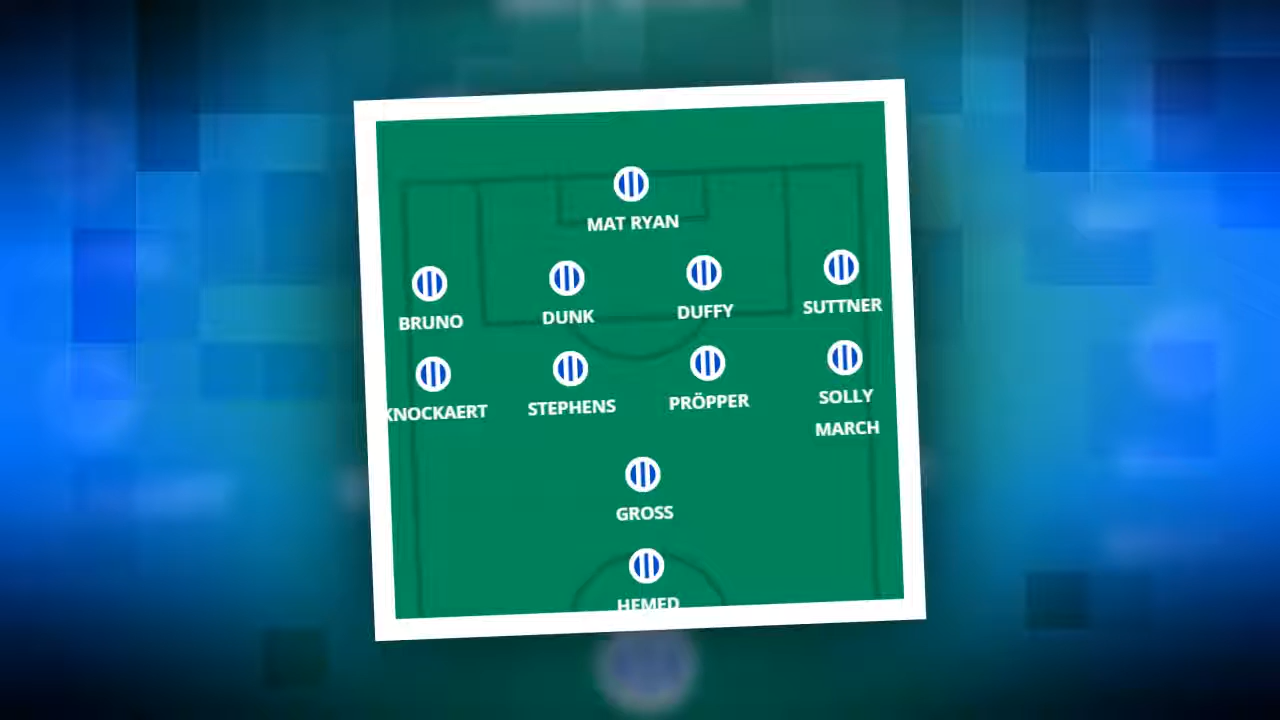 MAT RYAN
BRUNO
DUNK
DUFFY
SUTTNER
KNOCKAERT
STEPHENS
PRÖPPER
SOLLY
MARCH
GROSS
HEMED